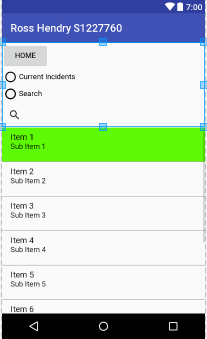 7:00
Ross Hendry S1227760
HOME
Current Incidents
Search
Item 1
Sub Item 1
Item 2
Sub Item 2
Item 3
Sub Item 3
Item 4
Sub Item 4
Item 5
Sub Item 5
Item 6